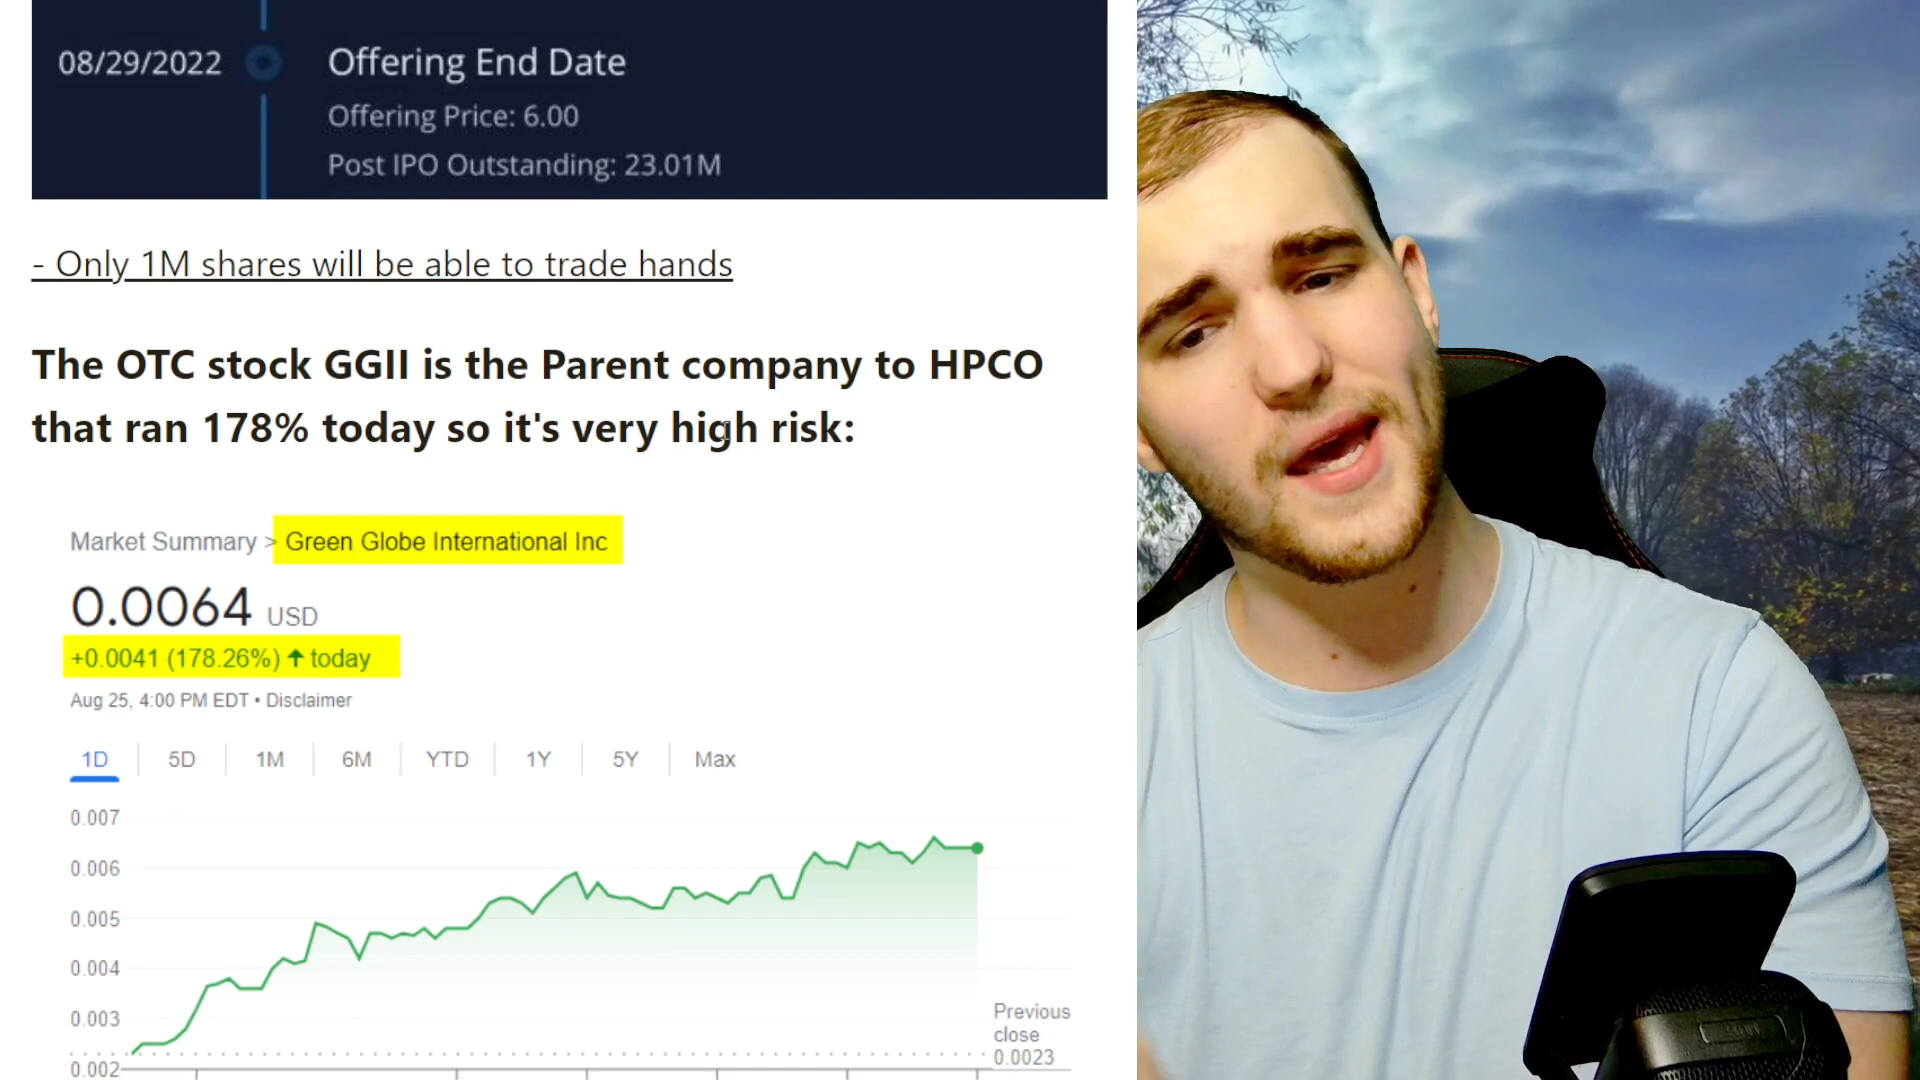 08/29/2022 Offering End Date
Offering Price: 6.00
Post IPO Outstanding: 23.01M
- Only 1M shares will be able to trade hands
The OTC stock GGII is the Parent company to HPCO
that ran 178% today so it's very high risk:
Market Summary > Green Globe International Inc
0.0064 USD
+0.0041 (178.26%) ↑ today
Aug 25, 4:00 PM EDT • Disclaimer
1D 5D 1M 6M YTD 1Y 5Y Max
0.007
0.006
0.005
0.004
0.003
0.002
Previous
close
0.0023